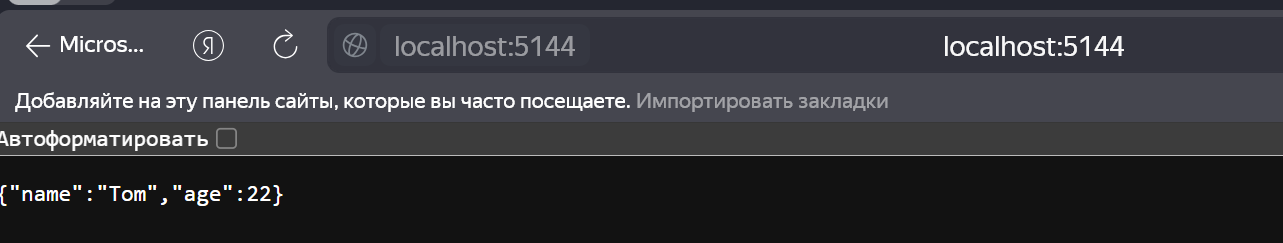 Micros... Я localhost:5144 localhost:5144
Добавляйте на эту панель сайты, которые вы часто посещаете. Импортировать закладки
Автоформатировать
{"name":"Tom","age":22}